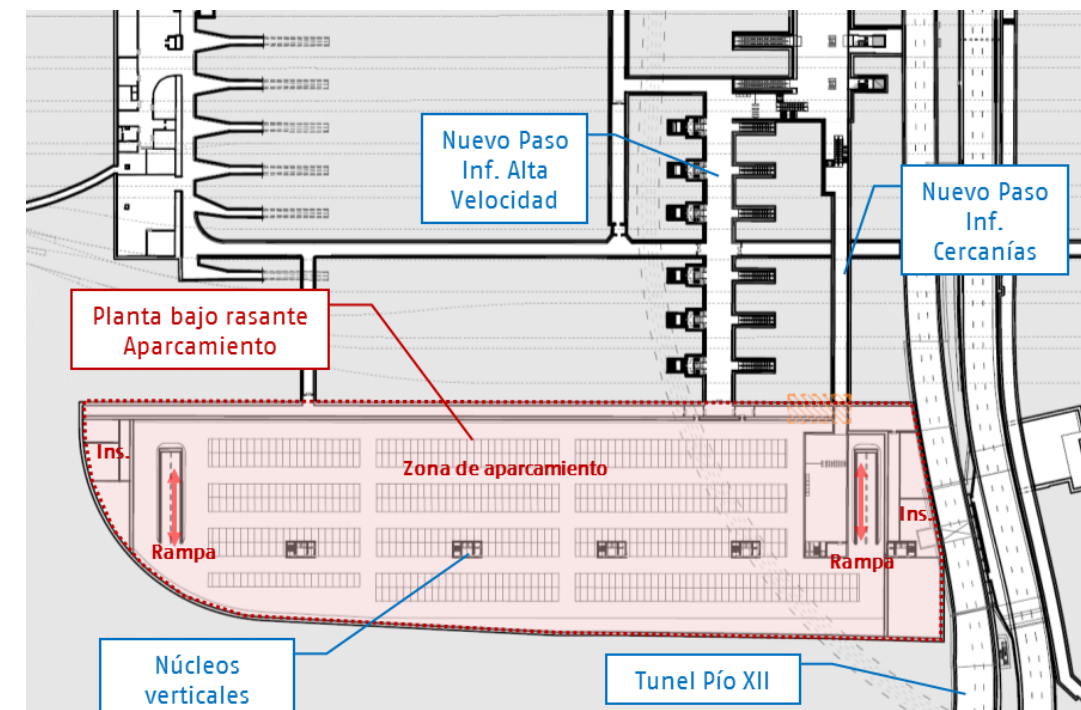 Nuevo Paso
Inf. Alta
Velocidad
Nuevo Paso
Inf.
Cercanías
Planta bajo rasante
Aparcamiento
Ins.
Zona de aparcamiento
Ins.
Rampa
Rampa
Núcleos
verticales
Tunel Pío XII